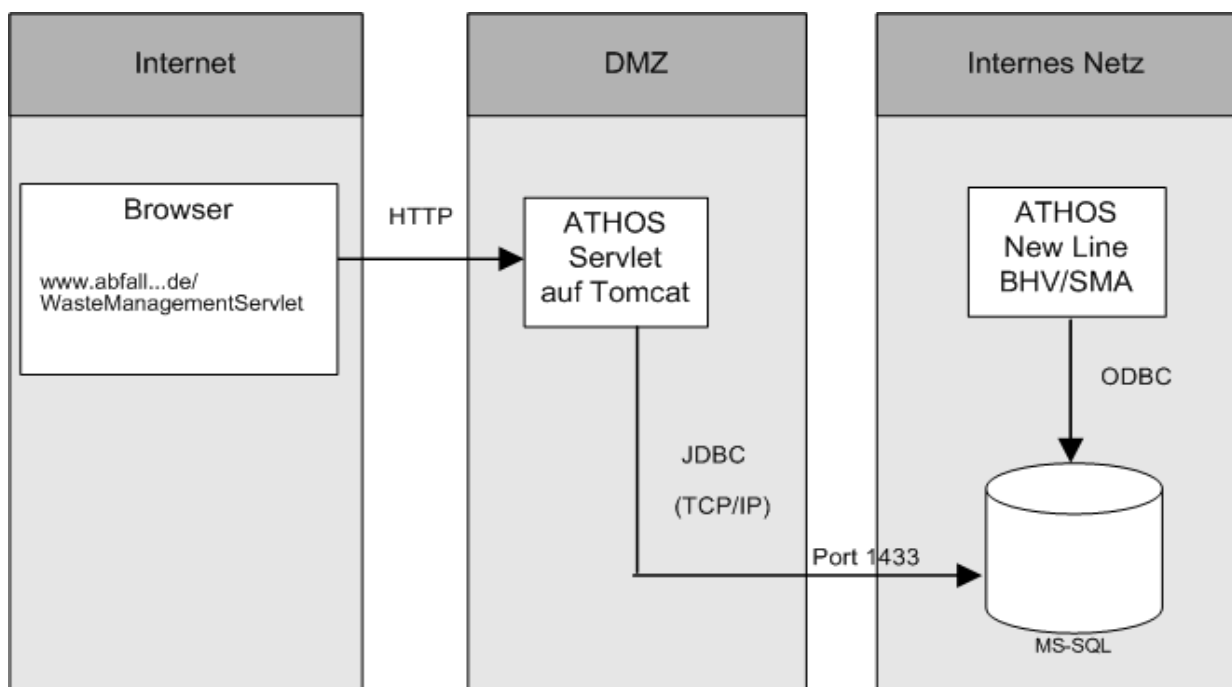 Internet
DMZ
Internes Netz
Browser
www.abfall...de/
WasteManagementServlet
HTTP
ATHOS
Servlet
auf Tomcat
ATHOS
New Line
BHV/SMA
ODBC
JDBC
(TCP/IP)
Port 1433
MS-SQL